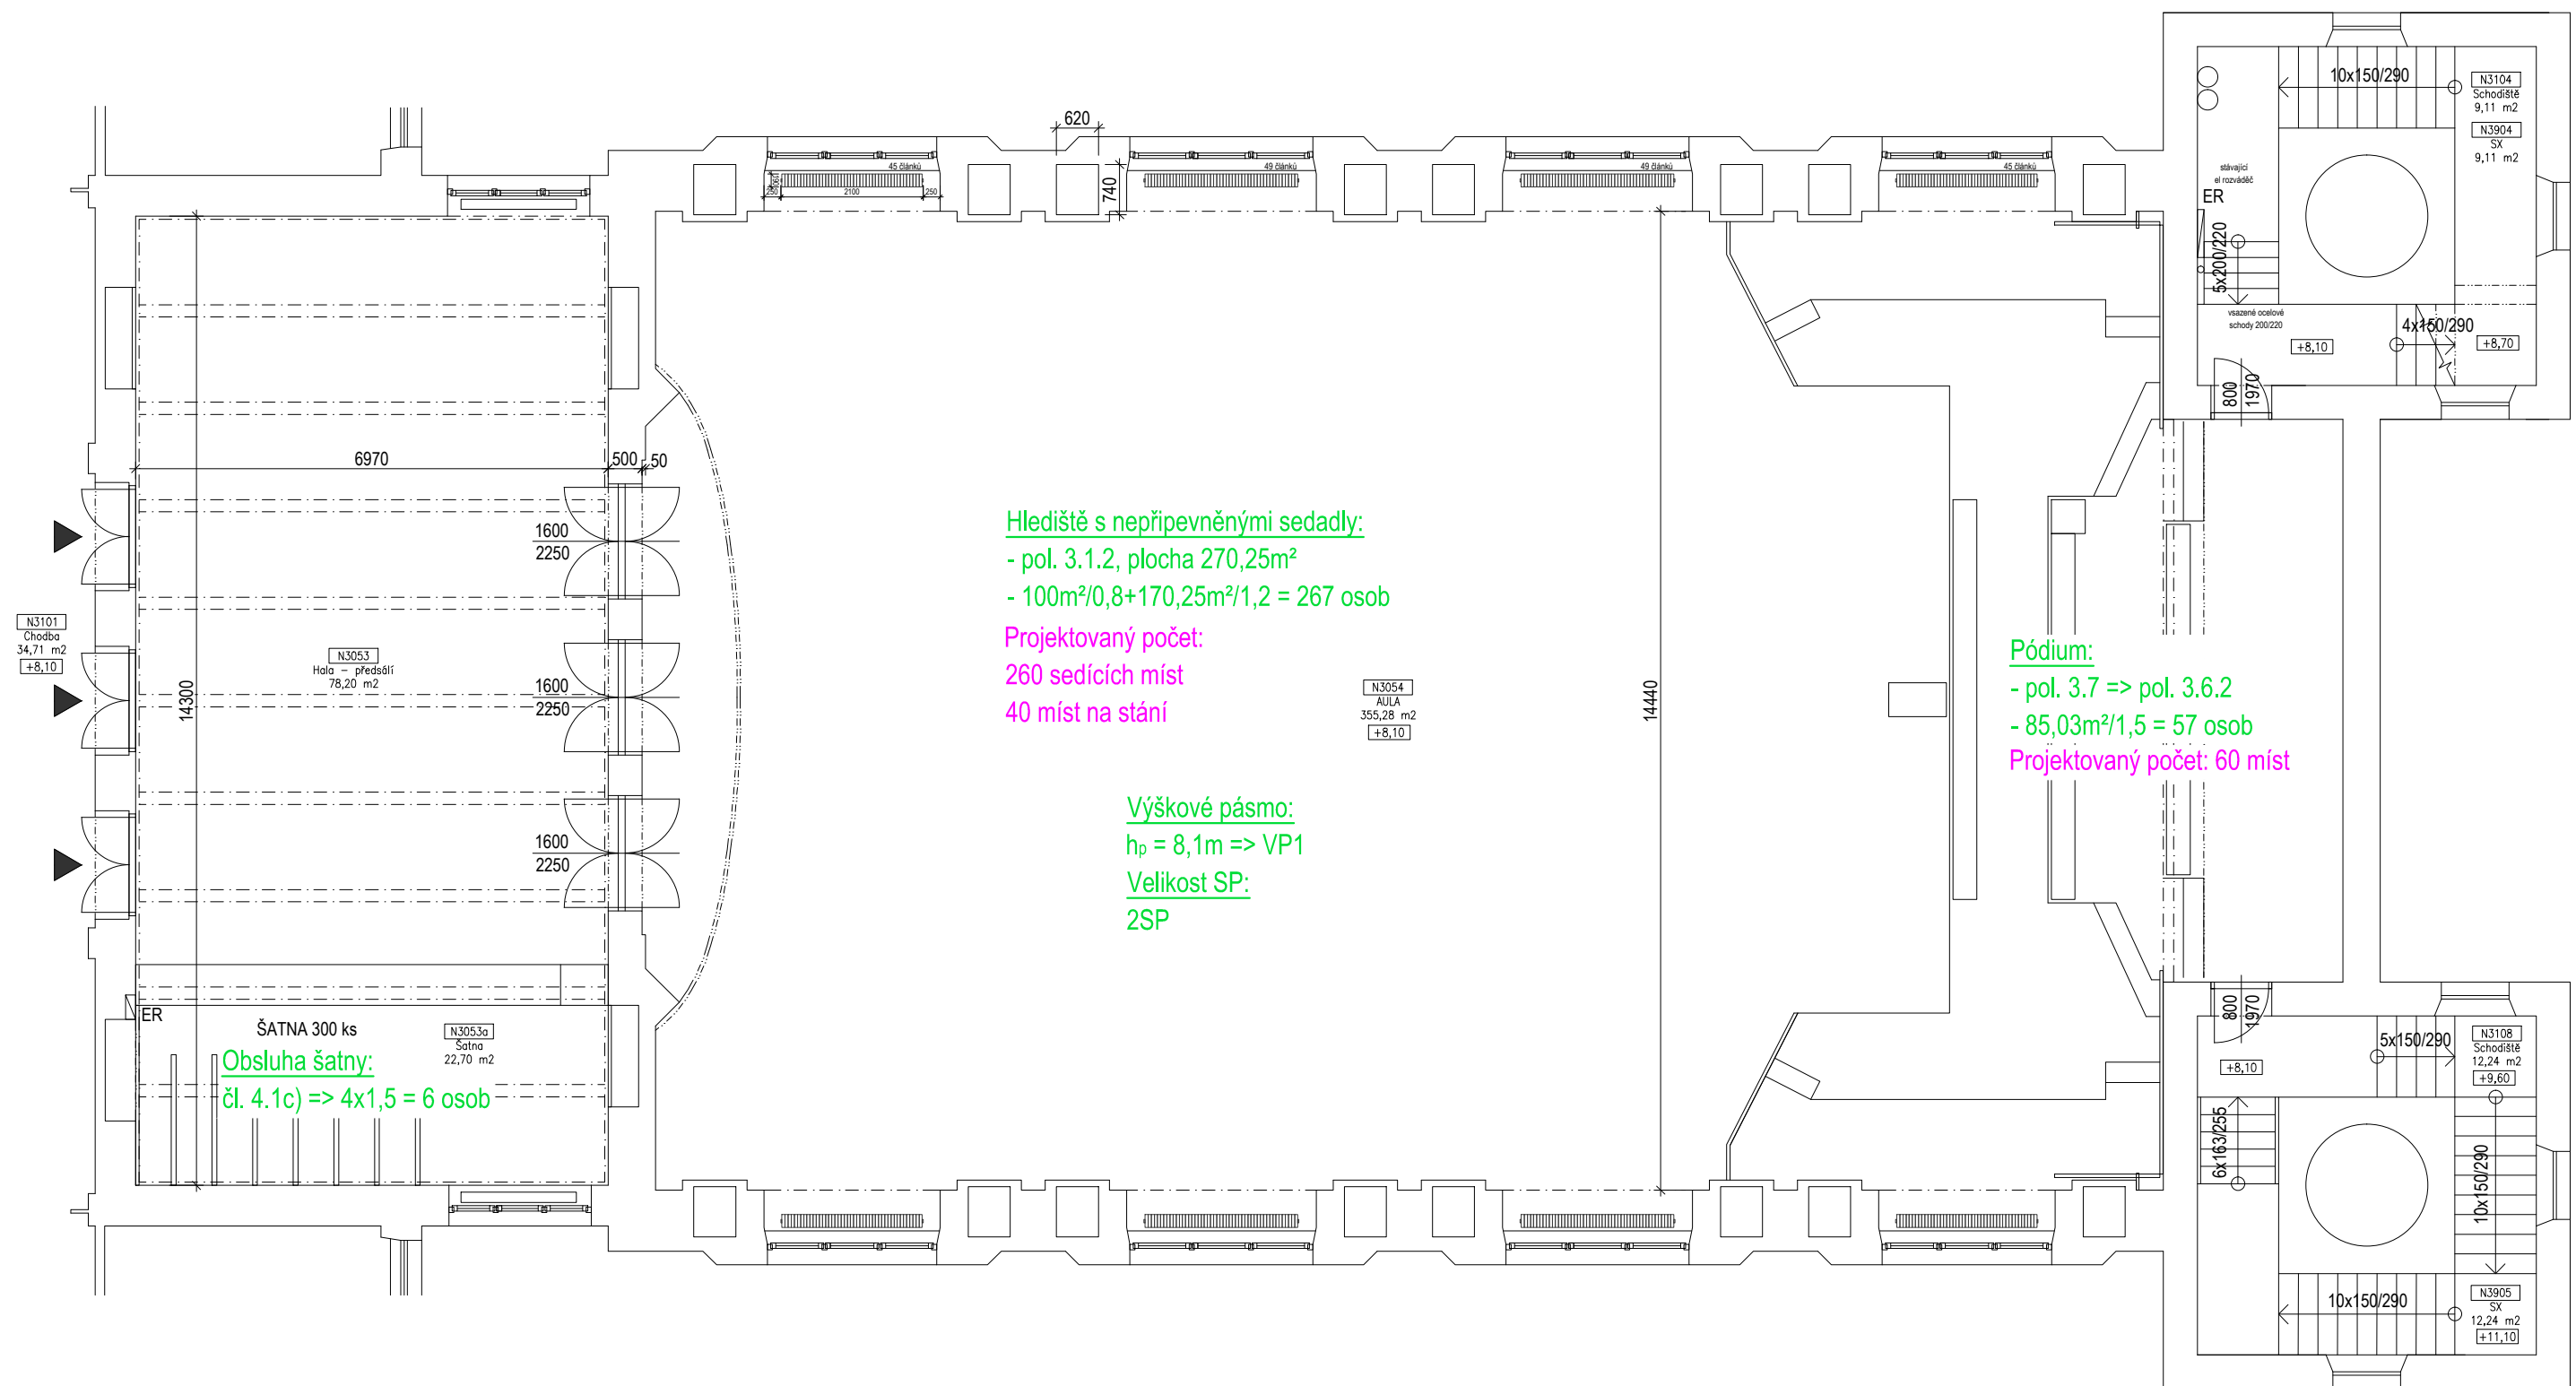 10x150/290
N3104
Schodiště
9,11 m2
N3904
SX
9,11 m2
stávající
el rozváděč
ER
5x200/220
vsazené ocelové
schody 200/220
4x150/290
+8,10
+8,70
800
1970
620
740
45 článků
49 článků
49 článků
45 článků
250
2100
250
6970
500
50
1600
2250
1600
2250
1600
2250
14300
14440
N3101
Chodba
34,71 m2
+8,10
N3053
Hala – předsálí
78,20 m2
Hlediště s nepřipevněnými sedadly:
- pol. 3.1.2, plocha 270,25m²
- 100m²/0,8+170,25m²/1,2 = 267 osob
Projektovaný počet:
260 sedících míst
40 míst na stání
N3054
AULA
355,28 m2
+8,10
Výškové pásmo:
hp = 8,1m => VP1
Velikost SP:
2SP
Pódium:
- pol. 3.7 => pol. 3.6.2
- 85,03m²/1,5 = 57 osob
Projektovaný počet: 60 míst
ER
ŠATNA 300 ks
N3053a
Šatna
22,70 m2
Obsluha šatny:
čl. 4.1c) => 4x1,5 = 6 osob
800
1970
5x150/290
N3108
Schodiště
12,24 m2
+9,60
+8,10
6x163/255
10x150/290
10x150/290
N3905
SX
12,24 m2
+11,10